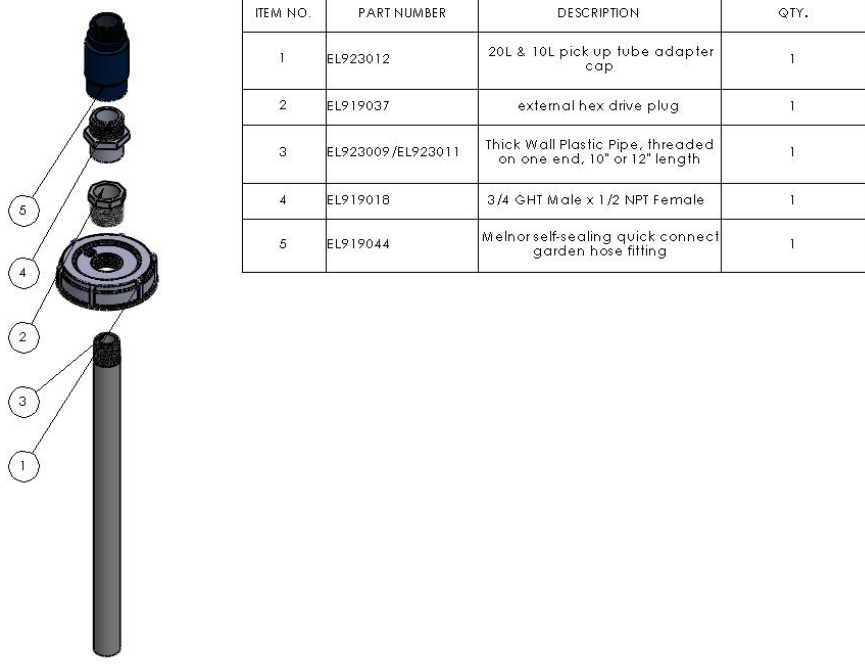 ITEM NO. PART NUMBER DESCRIPTION QTY.
1 EL923012 20L & 10L pick up tube adapter
cap 1
2 EL919037 external hex drive plug 1
3 EL923009/EL923011 Thick Wall Plastic Pipe, threaded
on one end, 10" or 12" length 1
4 EL919018 3/4 GHT Male x 1/2 NPT Female 1
5 EL919044 Melnor self-sealing quick connect
garden hose fitting 1
5
4
2
3
1